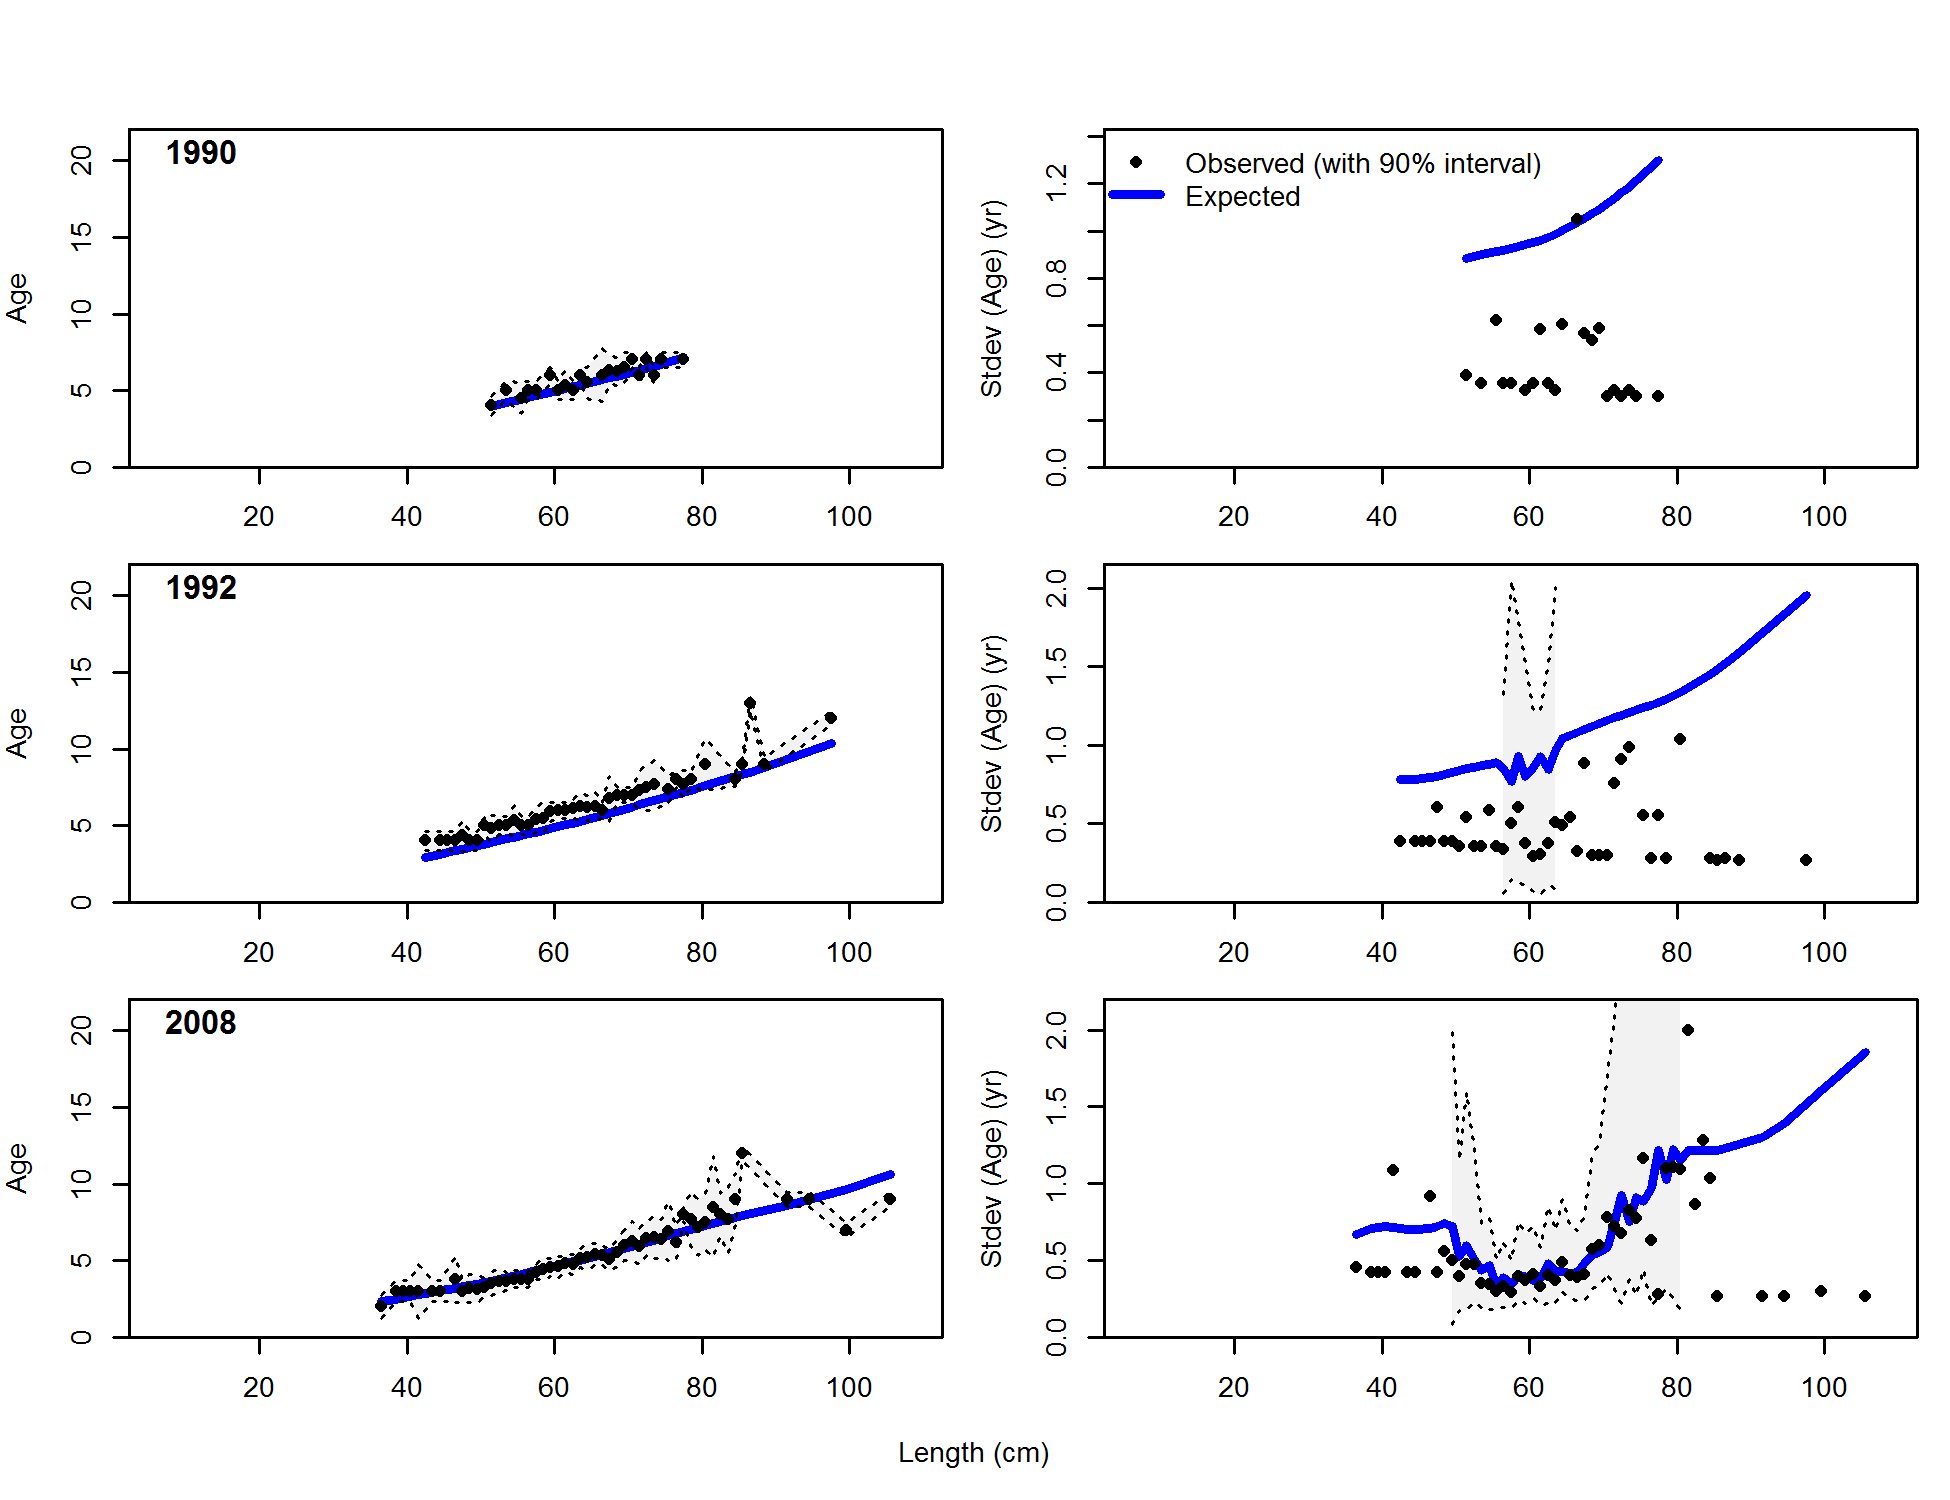 1990
Age
0 5 10 15 20
20 40 60 80 100
Observed (with 90% interval)
Expected
Stdev (Age) (yr)
0.0 0.4 0.8 1.2
20 40 60 80 100
1992
Age
0 5 10 15 20
20 40 60 80 100
Stdev (Age) (yr)
0.0 0.5 1.0 1.5 2.0
20 40 60 80 100
2008
Age
0 5 10 15 20
20 40 60 80 100
Stdev (Age) (yr)
0.0 0.5 1.0 1.5 2.0
20 40 60 80 100
Length (cm)